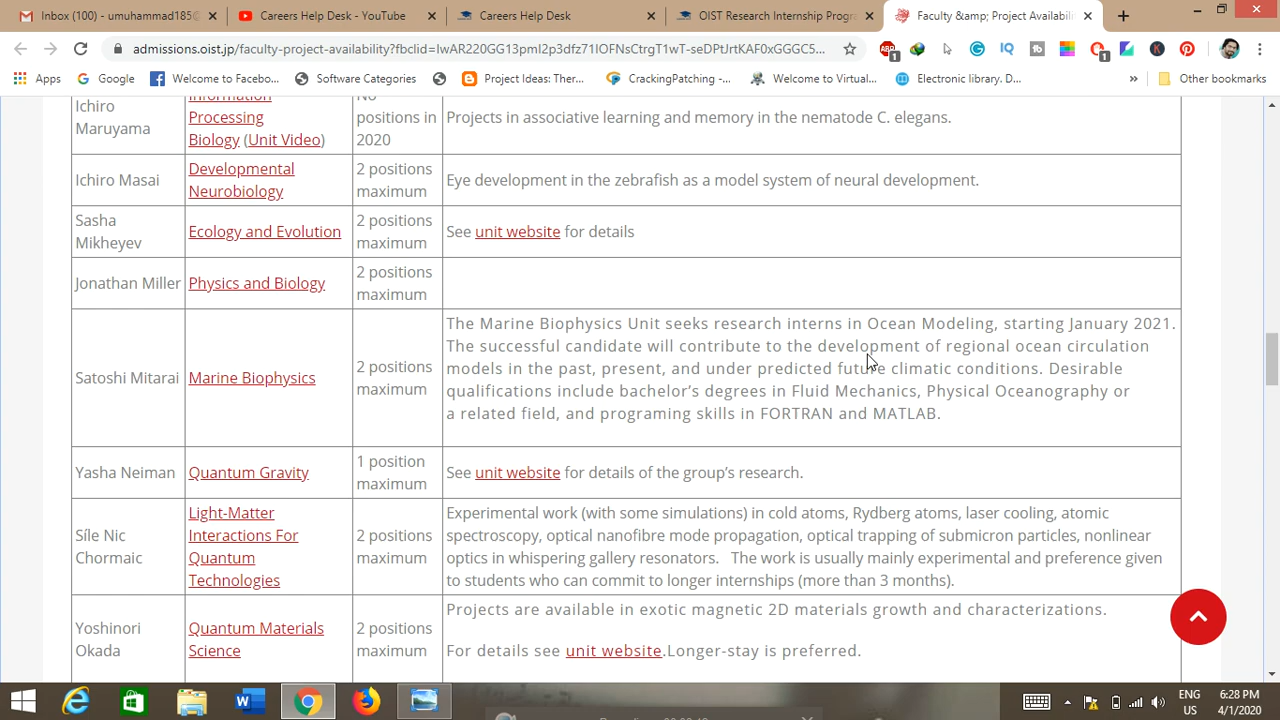 Inbox (100) - umuhammad185@
Careers Help Desk - YouTube
Careers Help Desk
OIST Research Internship Progr
Faculty &amp; Project Availabili
admissions.oist.jp/faculty-project-availability?fbclid=IwAR220GG13pmI2p3dfz71IOFNsCtrgT1wT-seDPtJrtKAF0xGGGC5...
Apps
Google
Welcome to Facebo...
Software Categories
Project Ideas: Ther...
CrackingPatching -...
Welcome to Virtual...
Electronic library. D...
»
Other bookmarks
Ichiro
Maruyama
Information
Processing
Biology (Unit Video)
No
positions in
2020
Projects in associative learning and memory in the nematode C. elegans.
Ichiro Masai
Developmental
Neurobiology
2 positions
maximum
Eye development in the zebrafish as a model system of neural development.
Sasha
Mikheyev
Ecology and Evolution
2 positions
maximum
See unit website for details
Jonathan Miller
Physics and Biology
2 positions
maximum
Satoshi Mitarai
Marine Biophysics
2 positions
maximum
The Marine Biophysics Unit seeks research interns in Ocean Modeling, starting January 2021.
The successful candidate will contribute to the development of regional ocean circulation
models in the past, present, and under predicted future climatic conditions. Desirable
qualifications include bachelor's degrees in Fluid Mechanics, Physical Oceanography or
a related field, and programing skills in FORTRAN and MATLAB.
Yasha Neiman
Quantum Gravity
1 position
maximum
See unit website for details of the group's research.
Síle Nic
Chormaic
Light-Matter
Interactions For
Quantum
Technologies
2 positions
maximum
Experimental work (with some simulations) in cold atoms, Rydberg atoms, laser cooling, atomic
spectroscopy, optical nanofibre mode propagation, optical trapping of submicron particles, nonlinear
optics in whispering gallery resonators. The work is usually mainly experimental and preference given
to students who can commit to longer internships (more than 3 months).
Yoshinori
Okada
Quantum Materials
Science
2 positions
maximum
Projects are available in exotic magnetic 2D materials growth and characterizations.
For details see unit website.Longer-stay is preferred.
ENG
US
6:28 PM
4/1/2020